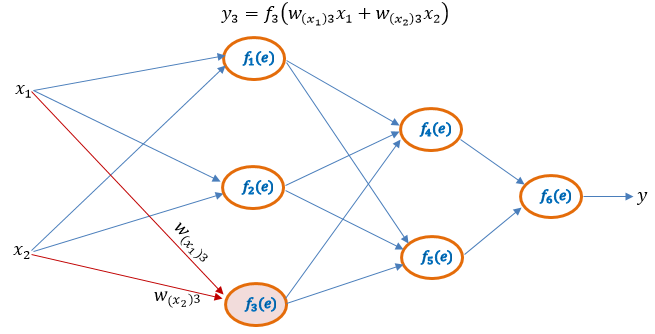 y₃ = f₃(w₍ₓ₁₎₃x₁ + w₍ₓ₂₎₃x₂)
f₁(e)
x₁
f₄(e)
f₂(e)
f₆(e)
y
x₂
w₍ₓ₁₎₃
f₅(e)
w₍ₓ₂₎₃
f₃(e)